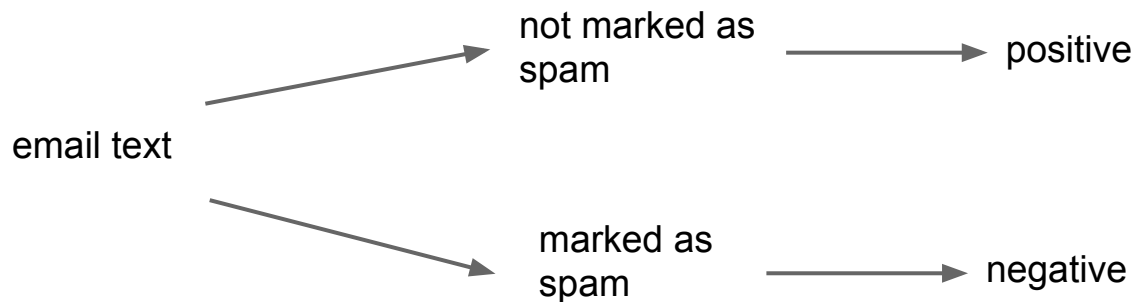 not marked as
spam
positive
email text
marked as
spam
negative